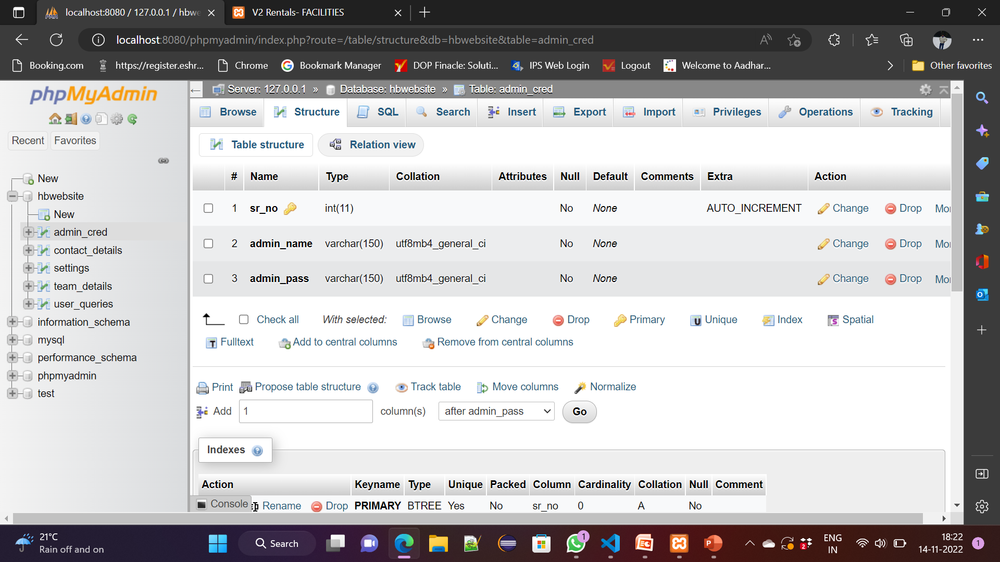 localhost:8080 / 127.0.0.1 / hbwe
V2 Rentals- FACILITIES
localhost:8080/phpmyadmin/index.php?route=/table/structure&db=hbwebsite&table=admin_cred
Booking.com https://register.eshr... Chrome Bookmark Manager DOP Finacle: Soluti... IPS Web Login Logout Welcome to Aadhar... Other favorites
phpMyAdmin
Recent Favorites
New
hbwebsite
New
admin_cred
contact_details
settings
team_details
user_queries
information_schema
mysql
performance_schema
phpmyadmin
test
Server: 127.0.0.1 » Database: hbwebsite » Table: admin_cred
Browse Structure SQL Search Insert Export Import Privileges Operations Tracking
Table structure Relation view
# Name Type Collation Attributes Null Default Comments Extra Action
1 sr_no int(11) No None AUTO_INCREMENT Change Drop Mor
2 admin_name varchar(150) utf8mb4_general_ci No None Change Drop Mor
3 admin_pass varchar(150) utf8mb4_general_ci No None Change Drop Mor
Check all With selected: Browse Change Drop Primary Unique Index Spatial
Fulltext Add to central columns Remove from central columns
Print Propose table structure Track table Move columns Normalize
Add 1 column(s) after admin_pass Go
Indexes
Action Keyname Type Unique Packed Column Cardinality Collation Null Comment
Console Rename Drop PRIMARY BTREE Yes No sr_no 0 A No
21°C
Rain off and on
Search
1
2
ENG
IN
18:22
14-11-2022
1